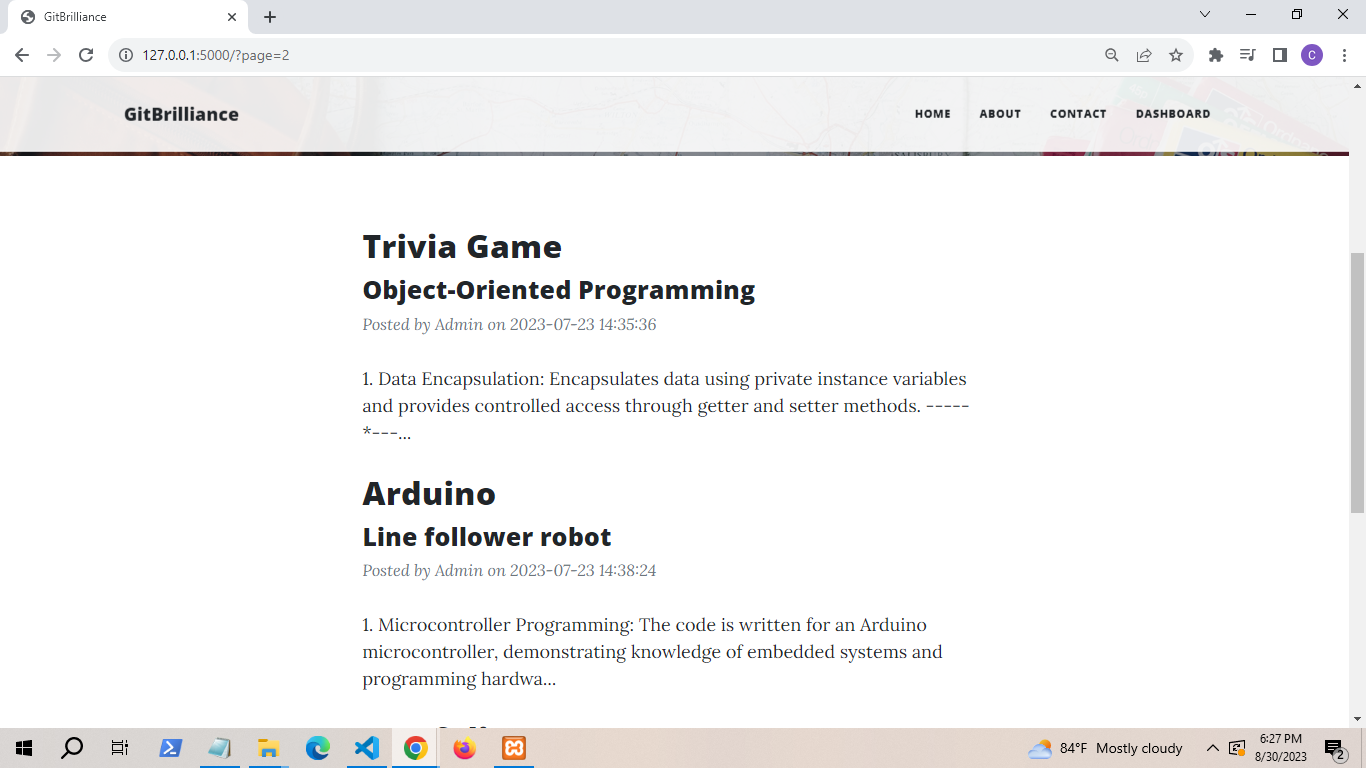 GitBrilliance
127.0.0.1:5000/?page=2
C
GitBrilliance
HOME ABOUT CONTACT DASHBOARD
Trivia Game
Object-Oriented Programming
Posted by Admin on 2023-07-23 14:35:36
1. Data Encapsulation: Encapsulates data using private instance variables
and provides controlled access through getter and setter methods. -----
*---...
Arduino
Line follower robot
Posted by Admin on 2023-07-23 14:38:24
1. Microcontroller Programming: The code is written for an Arduino
microcontroller, demonstrating knowledge of embedded systems and
programming hardwa...
84°F Mostly cloudy
6:27 PM
8/30/2023
2